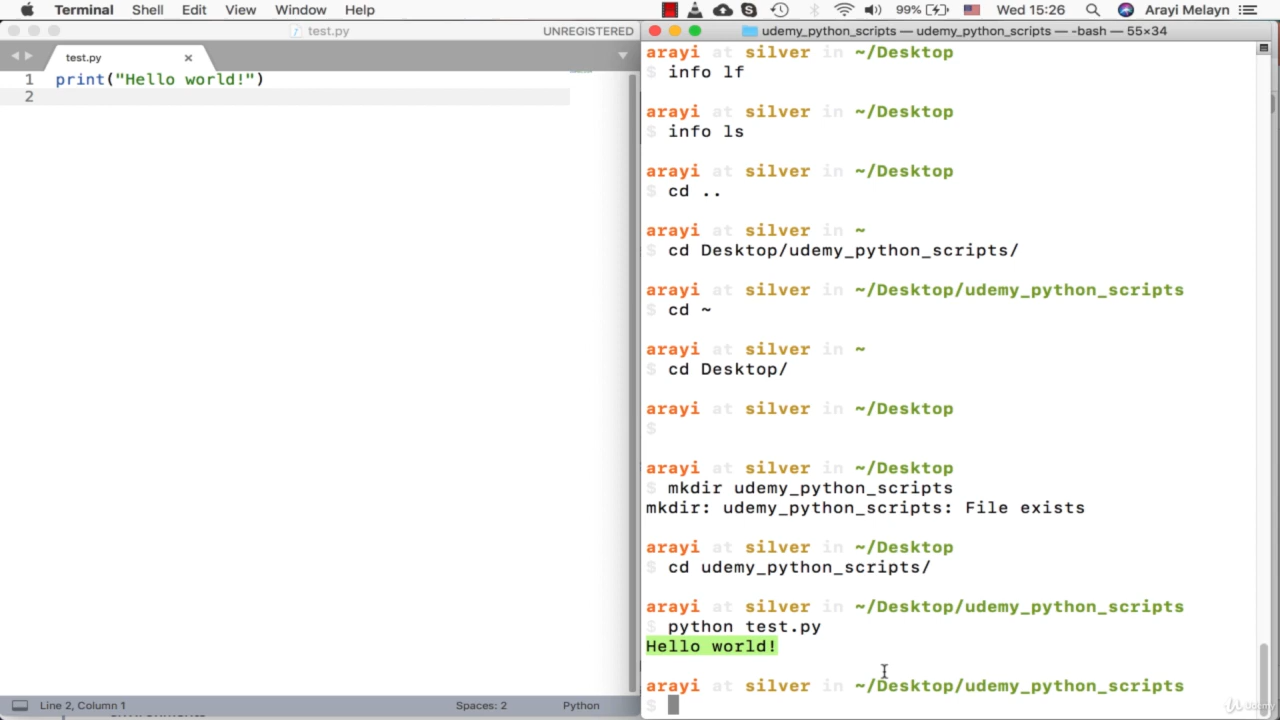 Terminal Shell Edit View Window Help 99% Wed 15:26 Arayi Melayn
test.py UNREGISTERED
test.py
1 print("Hello world!")
2
Line 2, Column 1 Spaces: 2 Python
udemy_python_scripts — udemy_python_scripts — -bash — 55×34
arayi at silver in ~/Desktop
$ info lf
arayi at silver in ~/Desktop
$ info ls
arayi at silver in ~/Desktop
$ cd ..
arayi at silver in ~
$ cd Desktop/udemy_python_scripts/
arayi at silver in ~/Desktop/udemy_python_scripts
$ cd ~
arayi at silver in ~
$ cd Desktop/
arayi at silver in ~/Desktop
$
arayi at silver in ~/Desktop
$ mkdir udemy_python_scripts
mkdir: udemy_python_scripts: File exists
arayi at silver in ~/Desktop
$ cd udemy_python_scripts/
arayi at silver in ~/Desktop/udemy_python_scripts
$ python test.py
Hello world!
arayi at silver in ~/Desktop/udemy_python_scripts
$
Udemy